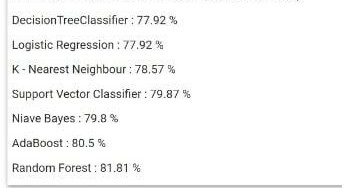 DecisionTreeClassifier : 77.92 %
Logistic Regression : 77.92 %
K - Nearest Neighbour : 78.57 %
Support Vector Classifier : 79.87 %
Niave Bayes : 79.8 %
AdaBoost : 80.5 %
Random Forest : 81.81 %